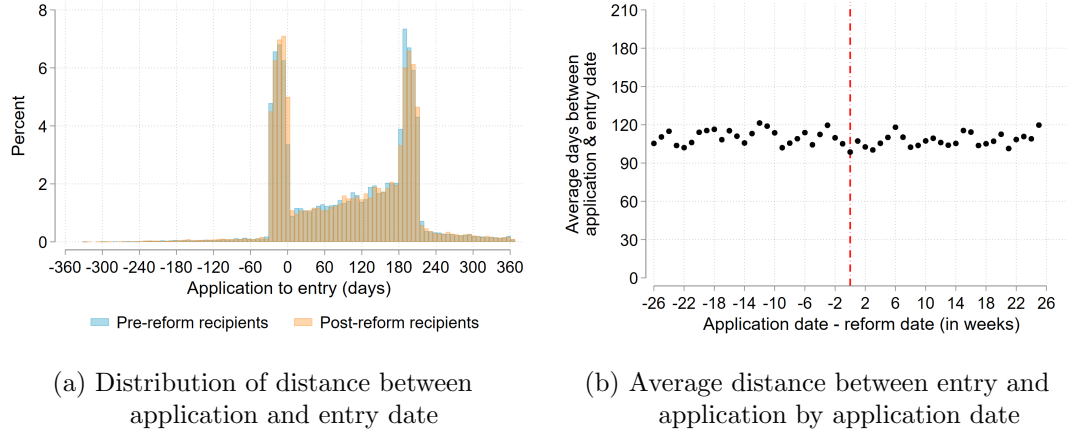 8
6
4
2
0
Percent
-360 -300 -240 -180 -120 -60 0 60 120 180 240 300 360
Application to entry (days)
Pre-reform recipients Post-reform recipients
(a) Distribution of distance between
application and entry date
210
180
150
120
90
60
30
0
Average days between
application & entry date
-26 -22 -18 -14 -10 -6 -2 2 6 10 14 18 22 26
Application date - reform date (in weeks)
(b) Average distance between entry and
application by application date